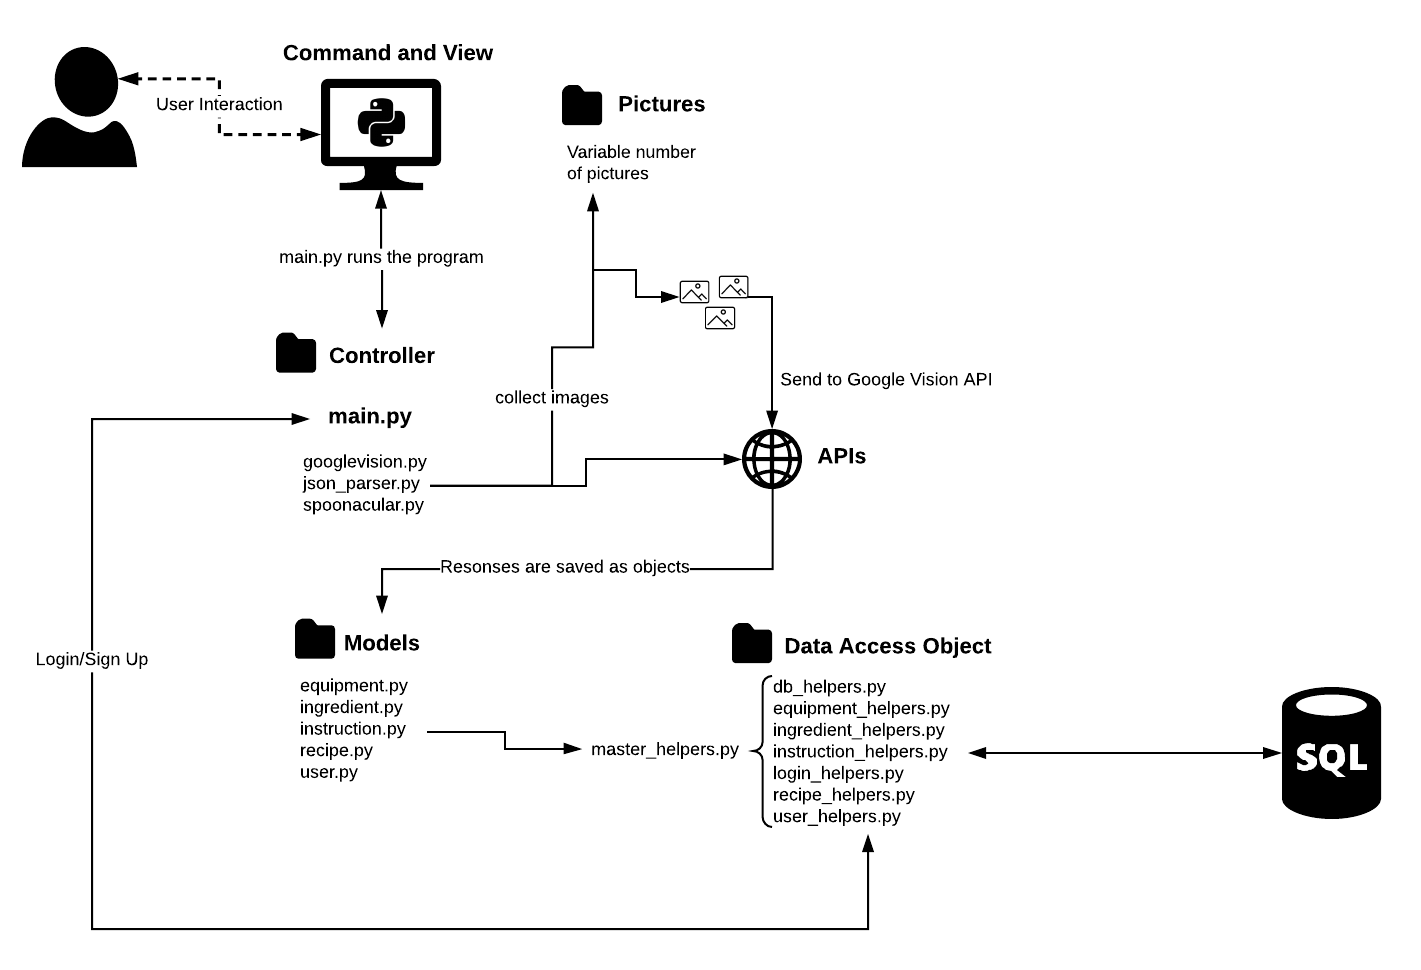 Command and View
User Interaction
Pictures
Variable number
of pictures
main.py runs the program
Controller
Send to Google Vision API
collect images
main.py
googlevision.py
json_parser.py
spoonacular.py
APIs
Resonses are saved as objects
Models
Data Access Object
Login/Sign Up
equipment.py
ingredient.py
instruction.py
recipe.py
user.py
master_helpers.py
db_helpers.py
equipment_helpers.py
ingredient_helpers.py
instruction_helpers.py
login_helpers.py
recipe_helpers.py
user_helpers.py
SQL